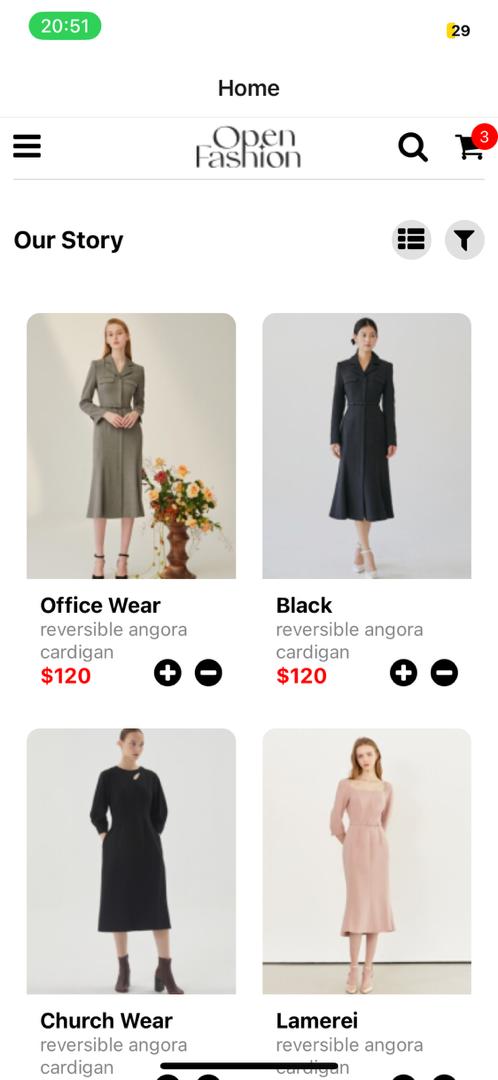 20:51
29
Home
Open
Fashion
3
Our Story
Office Wear
reversible angora
cardigan
$120
Black
reversible angora
cardigan
$120
Church Wear
reversible angora
cardigan
Lamerei
reversible angora
cardigan